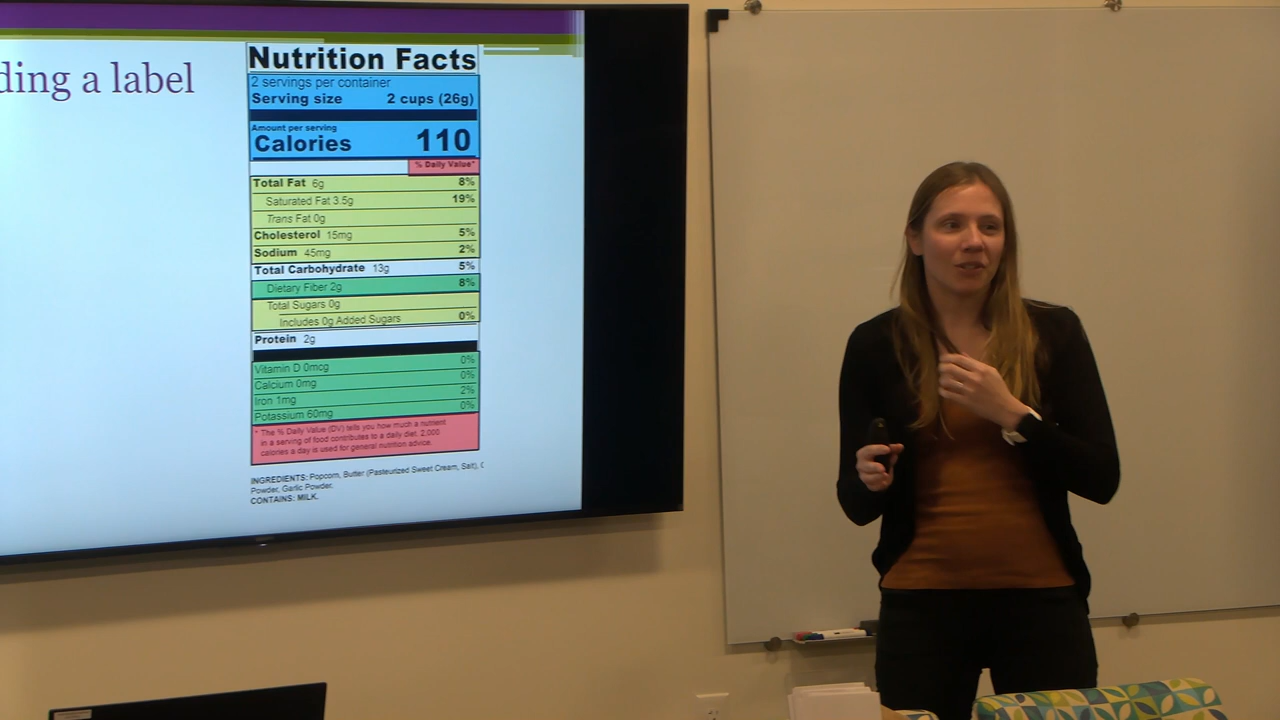 ding a label
Nutrition Facts
2 servings per container
Serving size 2 cups (26g)
Amount per serving
Calories 110
% Daily Value*
Total Fat 6g 8%
Saturated Fat 3.5g 19%
Trans Fat 0g
Cholesterol 15mg 5%
Sodium 45mg 2%
Total Carbohydrate 13g 5%
Dietary Fiber 2g 8%
Total Sugars 0g
Includes 0g Added Sugars 0%
Protein 2g
Vitamin D 0mcg 0%
Calcium 0mg 0%
Iron 1mg 2%
Potassium 60mg 0%
* The % Daily Value (DV) tells you how much a nutrient
in a serving of food contributes to a daily diet. 2,000
calories a day is used for general nutrition advice.
INGREDIENTS: Popcorn, Butter (Pasteurized Sweet Cream, Salt),
Powder, Garlic Powder.
CONTAINS: MILK.